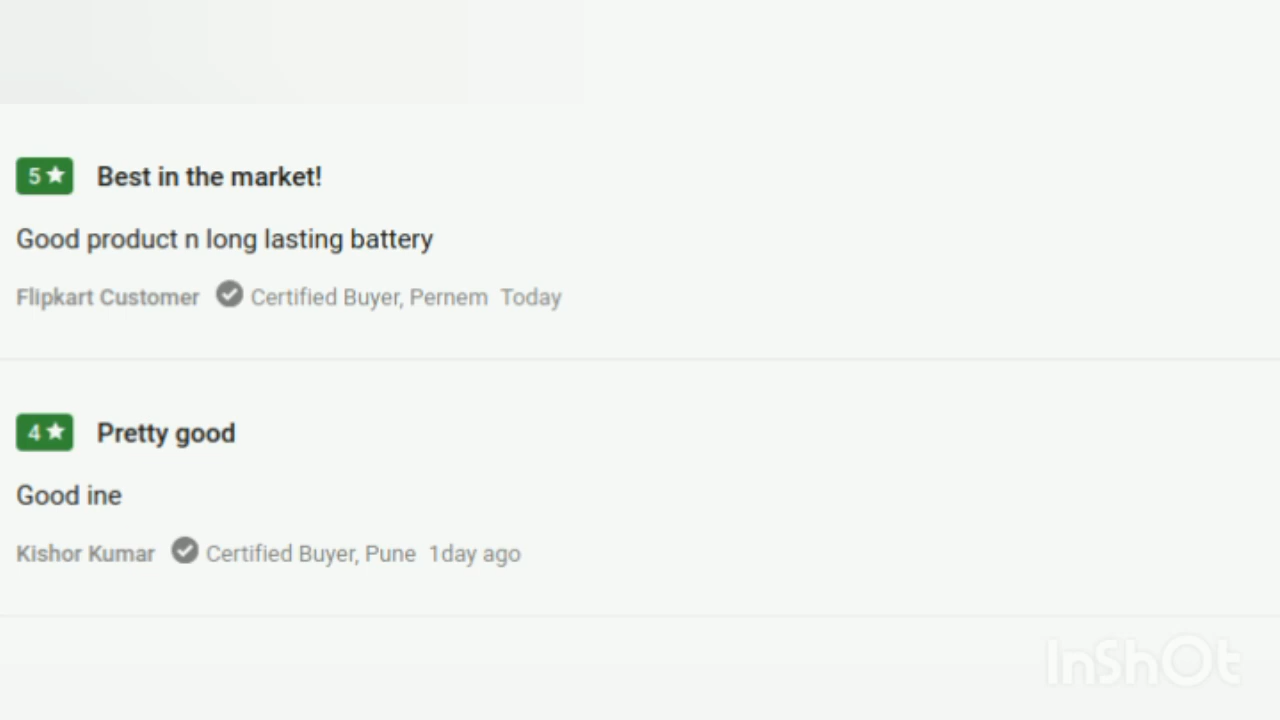 5★ Best in the market!
Good product n long lasting battery
Flipkart Customer Certified Buyer, Pernem Today
4★ Pretty good
Good ine
Kishor Kumar Certified Buyer, Pune 1day ago
InShOt